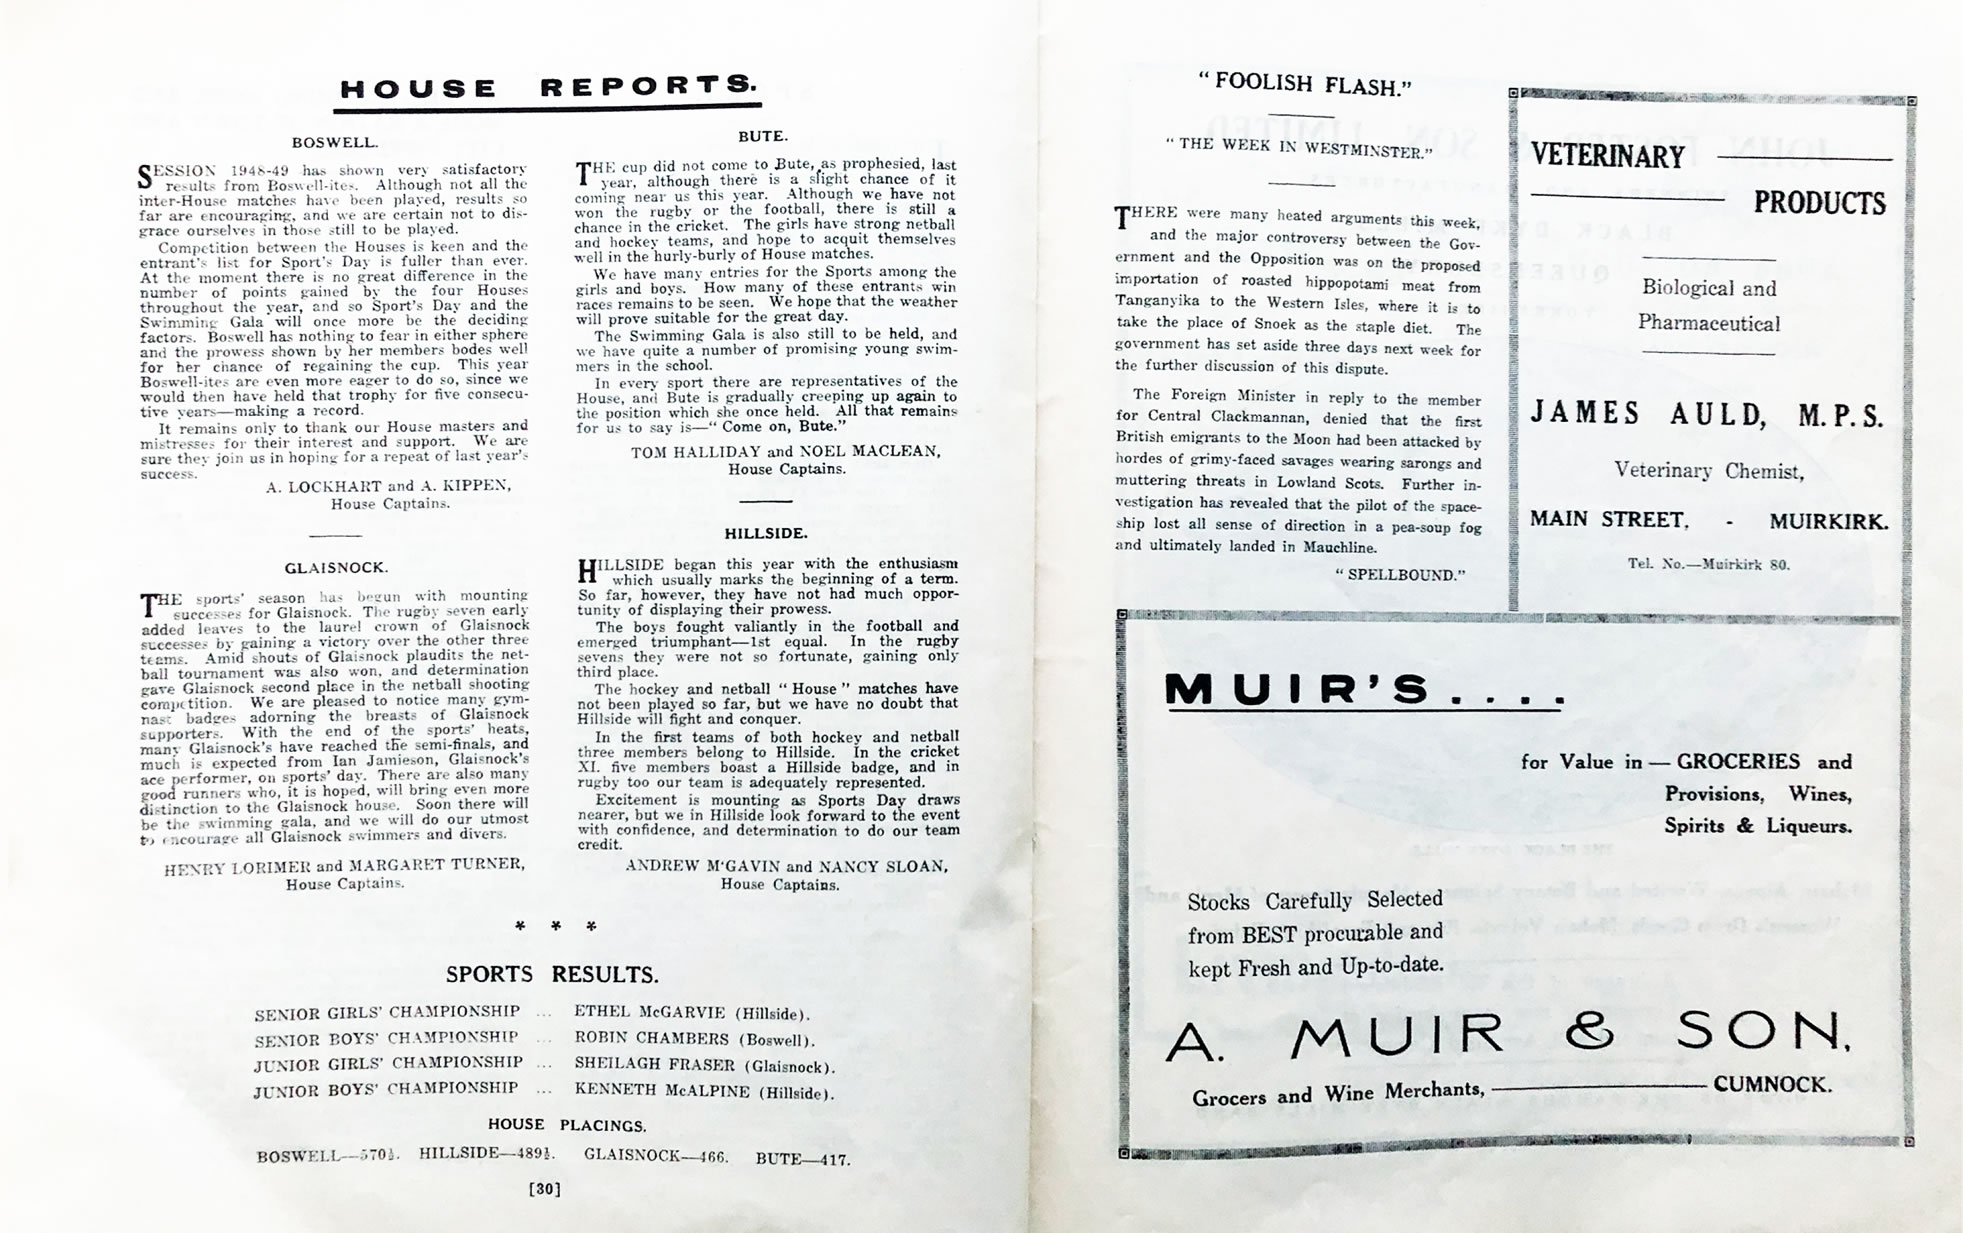 HOUSE REPORTS.
BOSWELL.
SESSION 1948-49 has shown very satisfactory
results from Boswell-ites. Although not all the
inter-House matches have been played, results so
far are encouraging, and we are certain not to dis-
grace ourselves in those still to be played.
Competition between the Houses is keen and the
entrant's list for Sport's Day is fuller than ever.
At the moment there is no great difference in the
number of points gained by the four Houses
throughout the year, and so Sport's Day and the
Swimming Gala will once more be the deciding
factors. Boswell has nothing to fear in either sphere
and the prowess shown by her members bodes well
for her chance of regaining the cup. This year
Boswell-ites are even more eager to do so, since we
would then have held that trophy for five consecu-
tive years—making a record.
It remains only to thank our House masters and
mistresses for their interest and support. We are
sure they join us in hoping for a repeat of last year's
success.
A. LOCKHART and A. KIPPEN,
House Captains.
GLAISNOCK.
THE sports' season has begun with mounting
successes for Glaisnock. The rugby seven early
added leaves to the laurel crown of Glaisnock
successes by gaining a victory over the other three
teams. Amid shouts of Glaisnock plaudits the net-
ball tournament was also won, and determination
gave Glaisnock second place in the netball shooting
competition. We are pleased to notice many gym-
nast badges adorning the breasts of Glaisnock
supporters. With the end of the sports' heats,
many Glaisnock's have reached the semi-finals, and
much is expected from Ian Jamieson, Glaisnock's
ace performer, on sports' day. There are also many
good runners who, it is hoped, will bring even more
distinction to the Glaisnock house. Soon there will
be the swimming gala, and we will do our utmost
to encourage all Glaisnock swimmers and divers.
HENRY LORIMER and MARGARET TURNER,
House Captains.
BUTE.
THE cup did not come to Bute, as prophesied, last
year, although there is a slight chance of it
coming near us this year. Although we have not
won the rugby or the football, there is still a
chance in the cricket. The girls have strong netball
and hockey teams, and hope to acquit themselves
well in the hurly-burly of House matches.
We have many entries for the Sports among the
girls and boys. How many of these entrants win
races remains to be seen. We hope that the weather
will prove suitable for the great day.
The Swimming Gala is also still to be held, and
we have quite a number of promising young swim-
mers in the school.
In every sport there are representatives of the
House, and Bute is gradually creeping up again to
the position which she once held. All that remains
for us to say is—" Come on, Bute."
TOM HALLIDAY and NOEL MACLEAN,
House Captains.
HILLSIDE.
HILLSIDE began this year with the enthusiasm
which usually marks the beginning of a term.
So far, however, they have not had much oppor-
tunity of displaying their prowess.
The boys fought valiantly in the football and
emerged triumphant—1st equal. In the rugby
sevens they were not so fortunate, gaining only
third place.
The hockey and netball " House " matches have
not been played so far, but we have no doubt that
Hillside will fight and conquer.
In the first teams of both hockey and netball
three members belong to Hillside. In the cricket
XI. five members boast a Hillside badge, and in
rugby too our team is adequately represented.
Excitement is mounting as Sports Day draws
nearer, but we in Hillside look forward to the event
with confidence, and determination to do our team
credit.
ANDREW M'GAVIN and NANCY SLOAN,
House Captains.
* * *
SPORTS RESULTS.
SENIOR GIRLS' CHAMPIONSHIP ... ETHEL McGARVIE (Hillside).
SENIOR BOYS' CHAMPIONSHIP ... ROBIN CHAMBERS (Boswell).
JUNIOR GIRLS' CHAMPIONSHIP ... SHEILAGH FRASER (Glaisnock).
JUNIOR BOYS' CHAMPIONSHIP ... KENNETH McALPINE (Hillside).
HOUSE PLACINGS.
BOSWELL—570½. HILLSIDE—489½. GLAISNOCK—466. BUTE—417.
[30]
" FOOLISH FLASH."
" THE WEEK IN WESTMINSTER."
THERE were many heated arguments this week,
and the major controversy between the Gov-
ernment and the Opposition was on the proposed
importation of roasted hippopotami meat from
Tanganyika to the Western Isles, where it is to
take the place of Snoek as the staple diet. The
government has set aside three days next week for
the further discussion of this dispute.
The Foreign Minister in reply to the member
for Central Clackmannan, denied that the first
British emigrants to the Moon had been attacked by
hordes of grimy-faced savages wearing sarongs and
muttering threats in Lowland Scots. Further in-
vestigation has revealed that the pilot of the space-
ship lost all sense of direction in a pea-soup fog
and ultimately landed in Mauchline.
" SPELLBOUND."
VETERINARY
PRODUCTS
Biological and
Pharmaceutical
JAMES AULD, M.P.S.
Veterinary Chemist,
MAIN STREET, - MUIRKIRK.
Tel. No.—Muirkirk 80.
MUIR'S . . . .
for Value in — GROCERIES and
Provisions, Wines,
Spirits & Liqueurs.
Stocks Carefully Selected
from BEST procurable and
kept Fresh and Up-to-date.
A. MUIR & SON,
Grocers and Wine Merchants, — CUMNOCK.